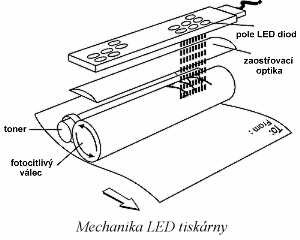 pole LED diod
zaostřovací
optika
toner
fotocitlivý
válec
To:
From:
Mechanika LED tiskárny